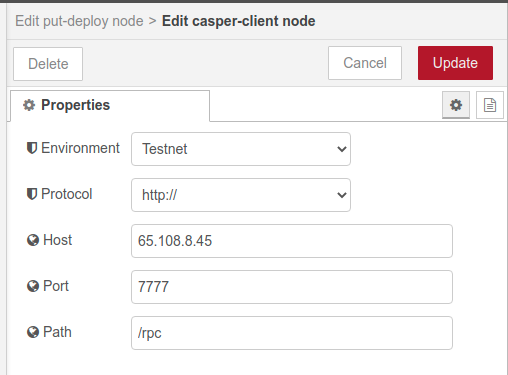 Edit put-deploy node > Edit casper-client node
Delete Cancel Update
Properties
Environment Testnet
Protocol http://
Host 65.108.8.45
Port 7777
Path /rpc